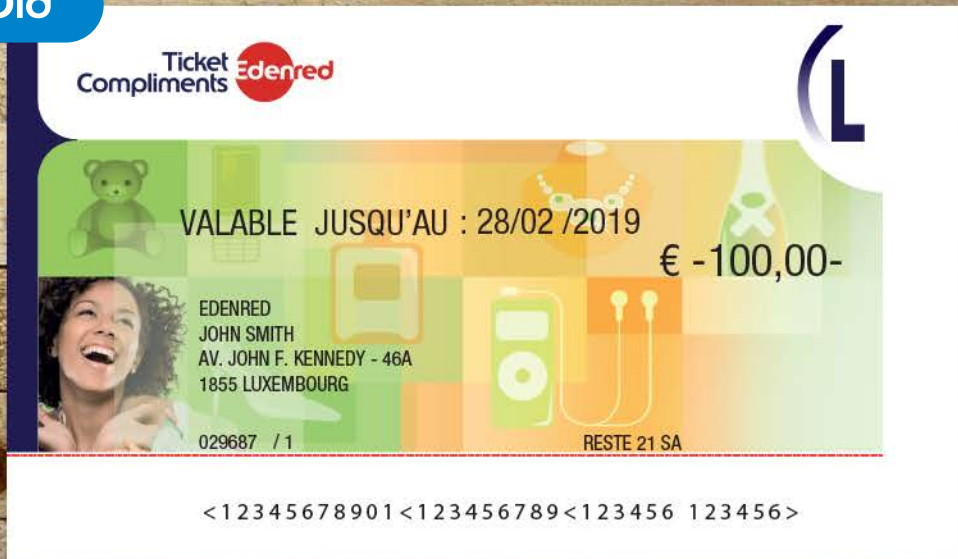 Ticket
Compliments
Edenred
L
VALABLE JUSQU'AU : 28/02 /2019
€ -100,00-
EDENRED
JOHN SMITH
AV. JOHN F. KENNEDY - 46A
1855 LUXEMBOURG
029687 / 1
RESTE 21 SA
<12345678901<123456789<123456 123456>